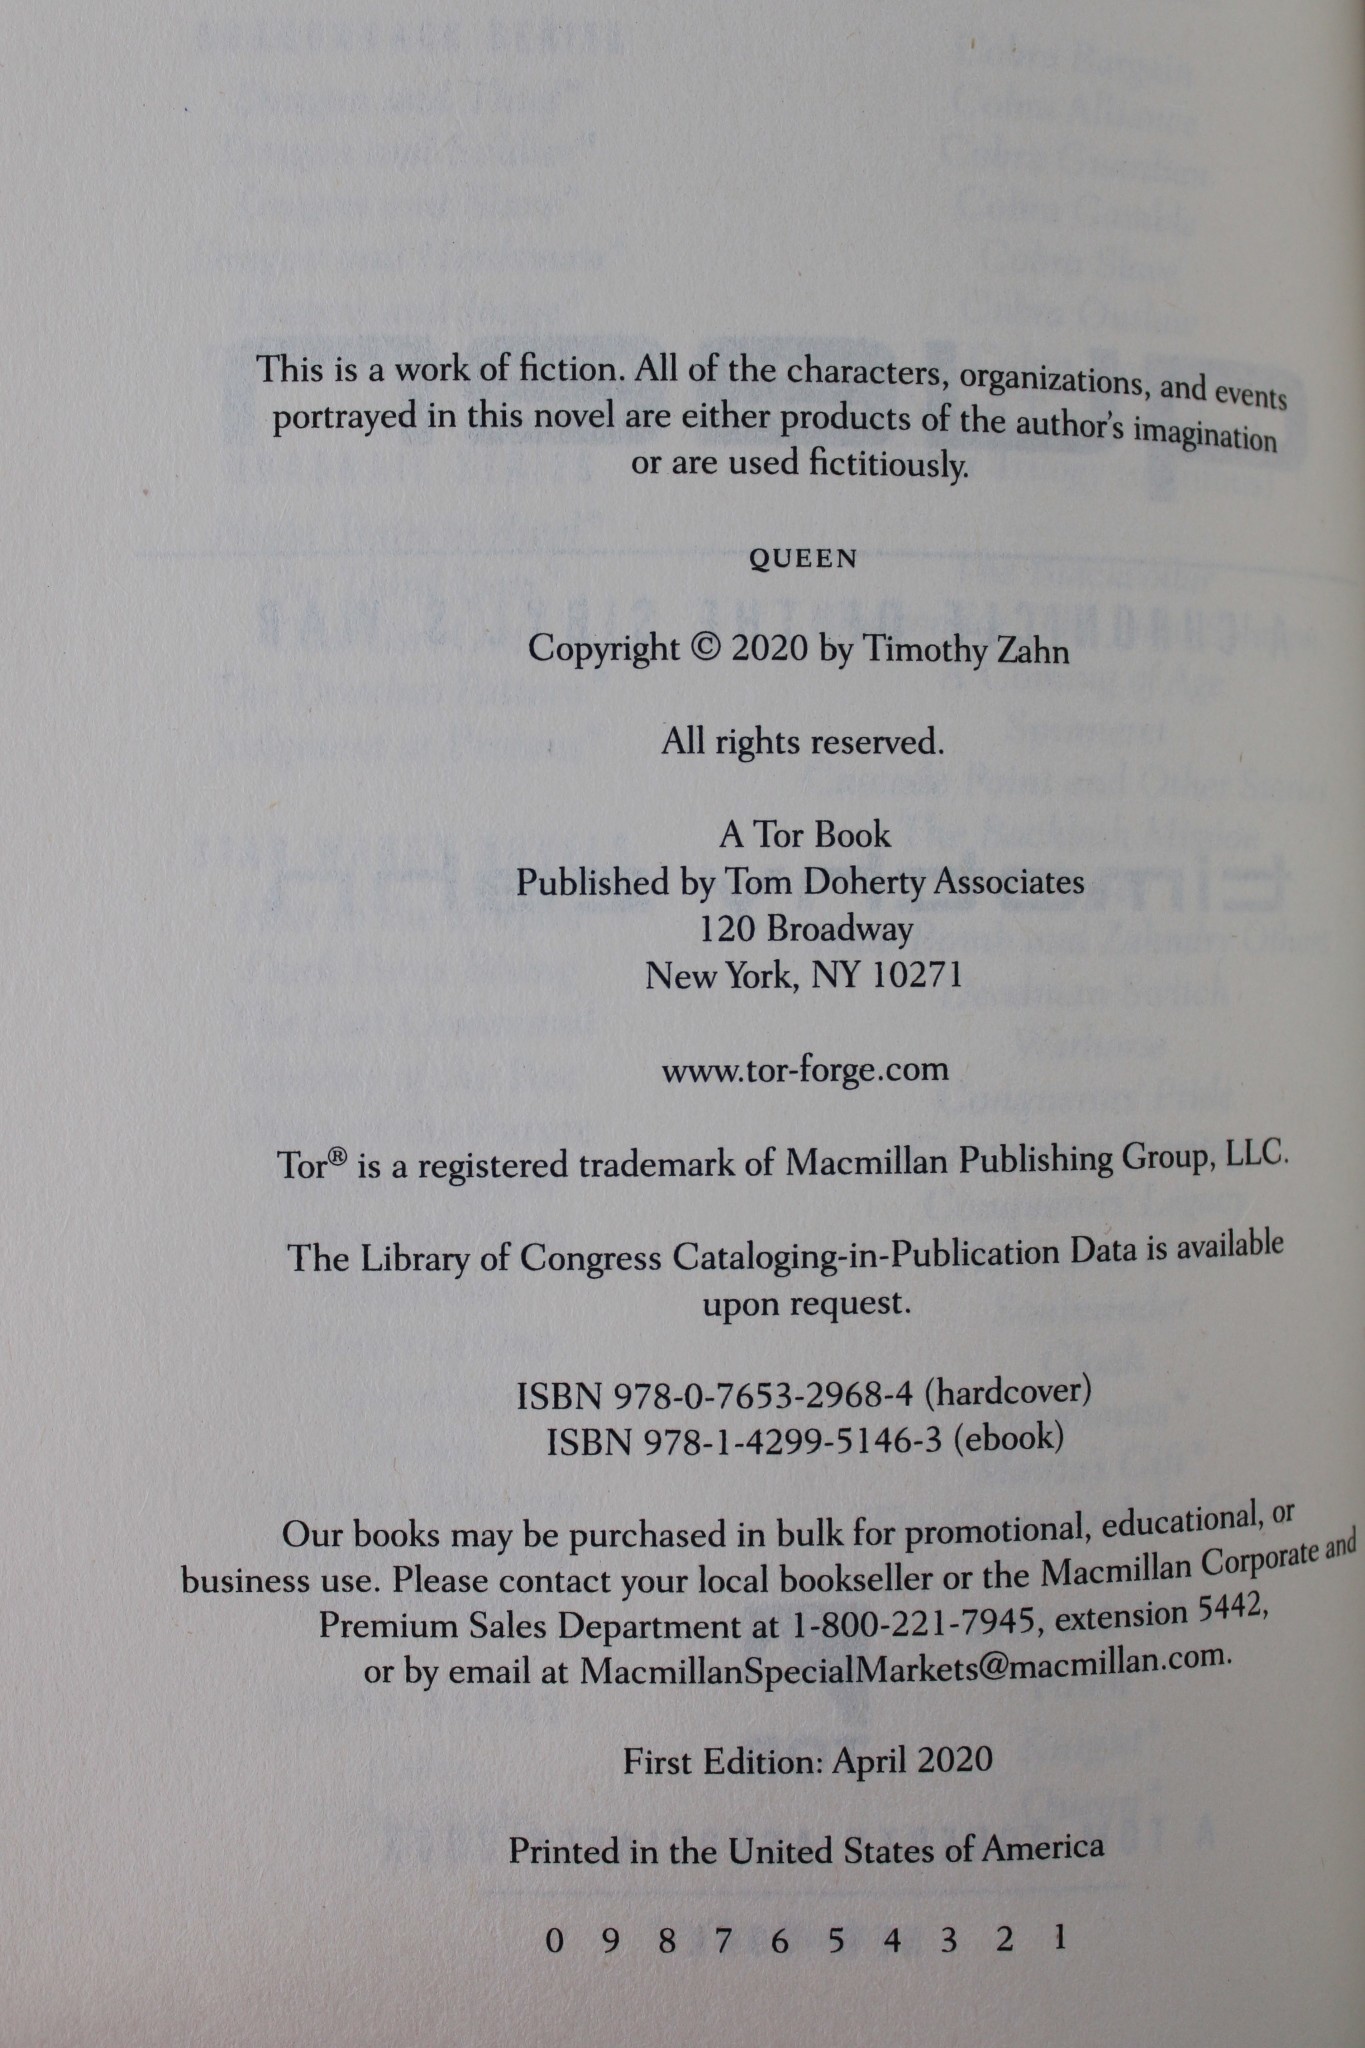 This is a work of fiction. All of the characters, organizations, and events
portrayed in this novel are either products of the author's imagination
or are used fictitiously.
QUEEN
Copyright © 2020 by Timothy Zahn
All rights reserved.
A Tor Book
Published by Tom Doherty Associates
120 Broadway
New York, NY 10271
www.tor-forge.com
Tor® is a registered trademark of Macmillan Publishing Group, LLC.
The Library of Congress Cataloging-in-Publication Data is available
upon request.
ISBN 978-0-7653-2968-4 (hardcover)
ISBN 978-1-4299-5146-3 (ebook)
Our books may be purchased in bulk for promotional, educational, or
business use. Please contact your local bookseller or the Macmillan Corporate and
Premium Sales Department at 1-800-221-7945, extension 5442,
or by email at MacmillanSpecialMarkets@macmillan.com.
First Edition: April 2020
Printed in the United States of America
0 9 8 7 6 5 4 3 2 1